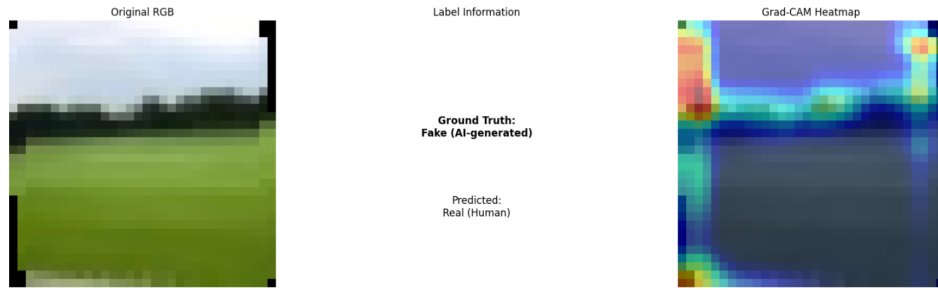 Original RGB
Label Information
Grad-CAM Heatmap
Ground Truth:
Fake (AI-generated)
Predicted:
Real (Human)